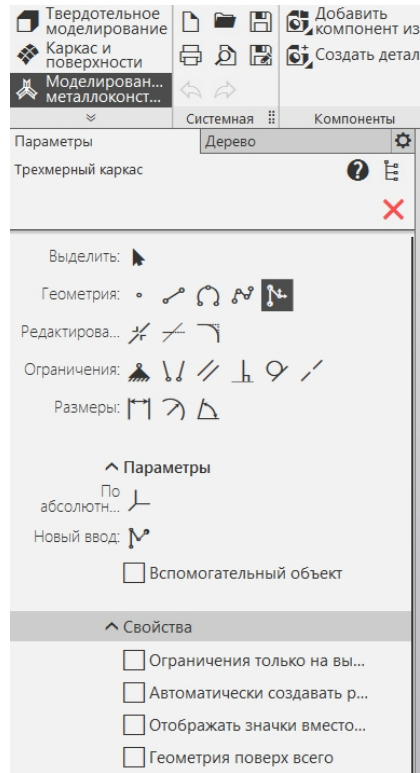 Твердотельное
моделирование
Добавить
компонент из
Каркас и
поверхности
Создать детал
Моделирован...
металлоконст...
Системная
Компоненты
Параметры
Дерево
Трехмерный каркас
Выделить:
Геометрия:
Редактирова...
Ограничения:
Размеры:
Параметры
По
абсолютн...
Новый ввод:
Вспомогательный объект
Свойства
Ограничения только на вы...
Автоматически создавать р...
Отображать значки вместо...
Геометрия поверх всего